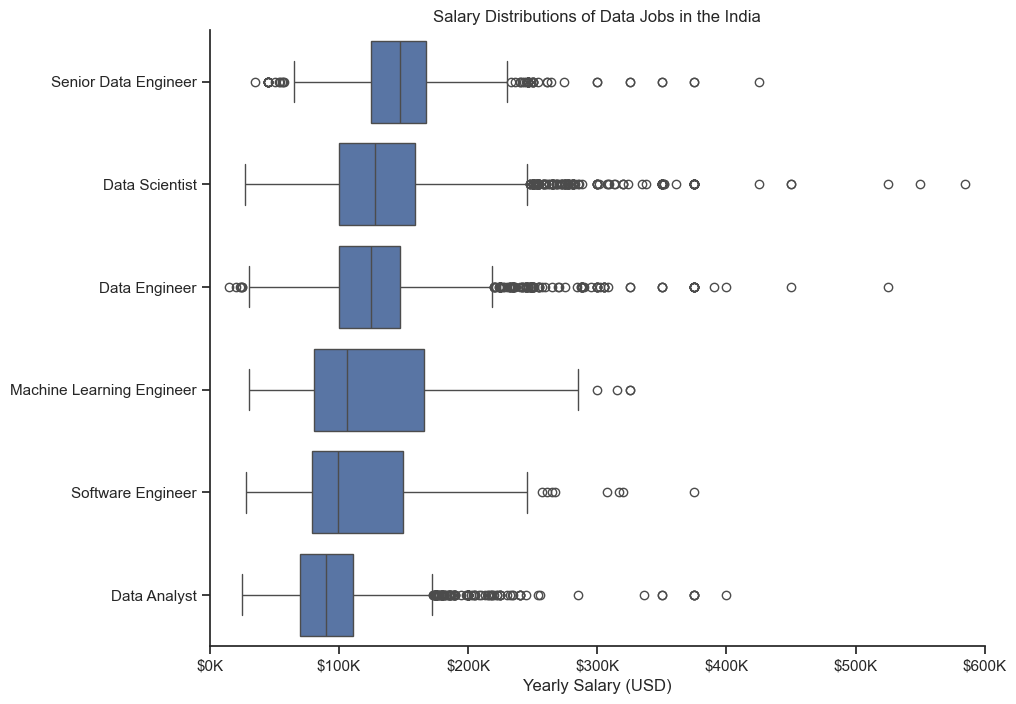 Salary Distributions of Data Jobs in the India
Senior Data Engineer
Data Scientist
Data Engineer
Machine Learning Engineer
Software Engineer
Data Analyst
$0K
$100K
$200K
$300K
$400K
$500K
$600K
Yearly Salary (USD)